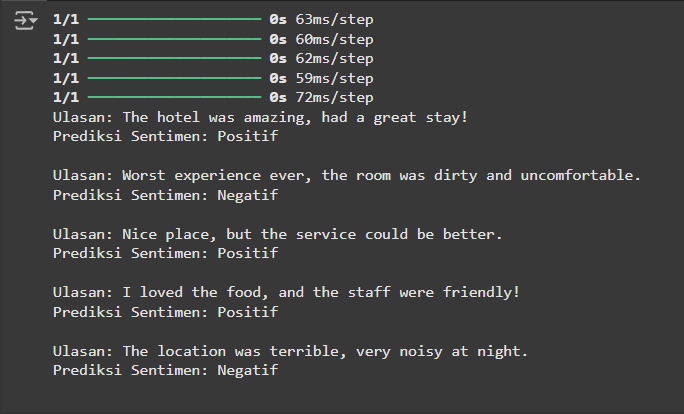 1/1 ━━━━━━━━━━━━━━━━━━━━ 0s 63ms/step
1/1 ━━━━━━━━━━━━━━━━━━━━ 0s 60ms/step
1/1 ━━━━━━━━━━━━━━━━━━━━ 0s 62ms/step
1/1 ━━━━━━━━━━━━━━━━━━━━ 0s 59ms/step
1/1 ━━━━━━━━━━━━━━━━━━━━ 0s 72ms/step
Ulasan: The hotel was amazing, had a great stay!
Prediksi Sentimen: Positif
Ulasan: Worst experience ever, the room was dirty and uncomfortable.
Prediksi Sentimen: Negatif
Ulasan: Nice place, but the service could be better.
Prediksi Sentimen: Positif
Ulasan: I loved the food, and the staff were friendly!
Prediksi Sentimen: Positif
Ulasan: The location was terrible, very noisy at night.
Prediksi Sentimen: Negatif